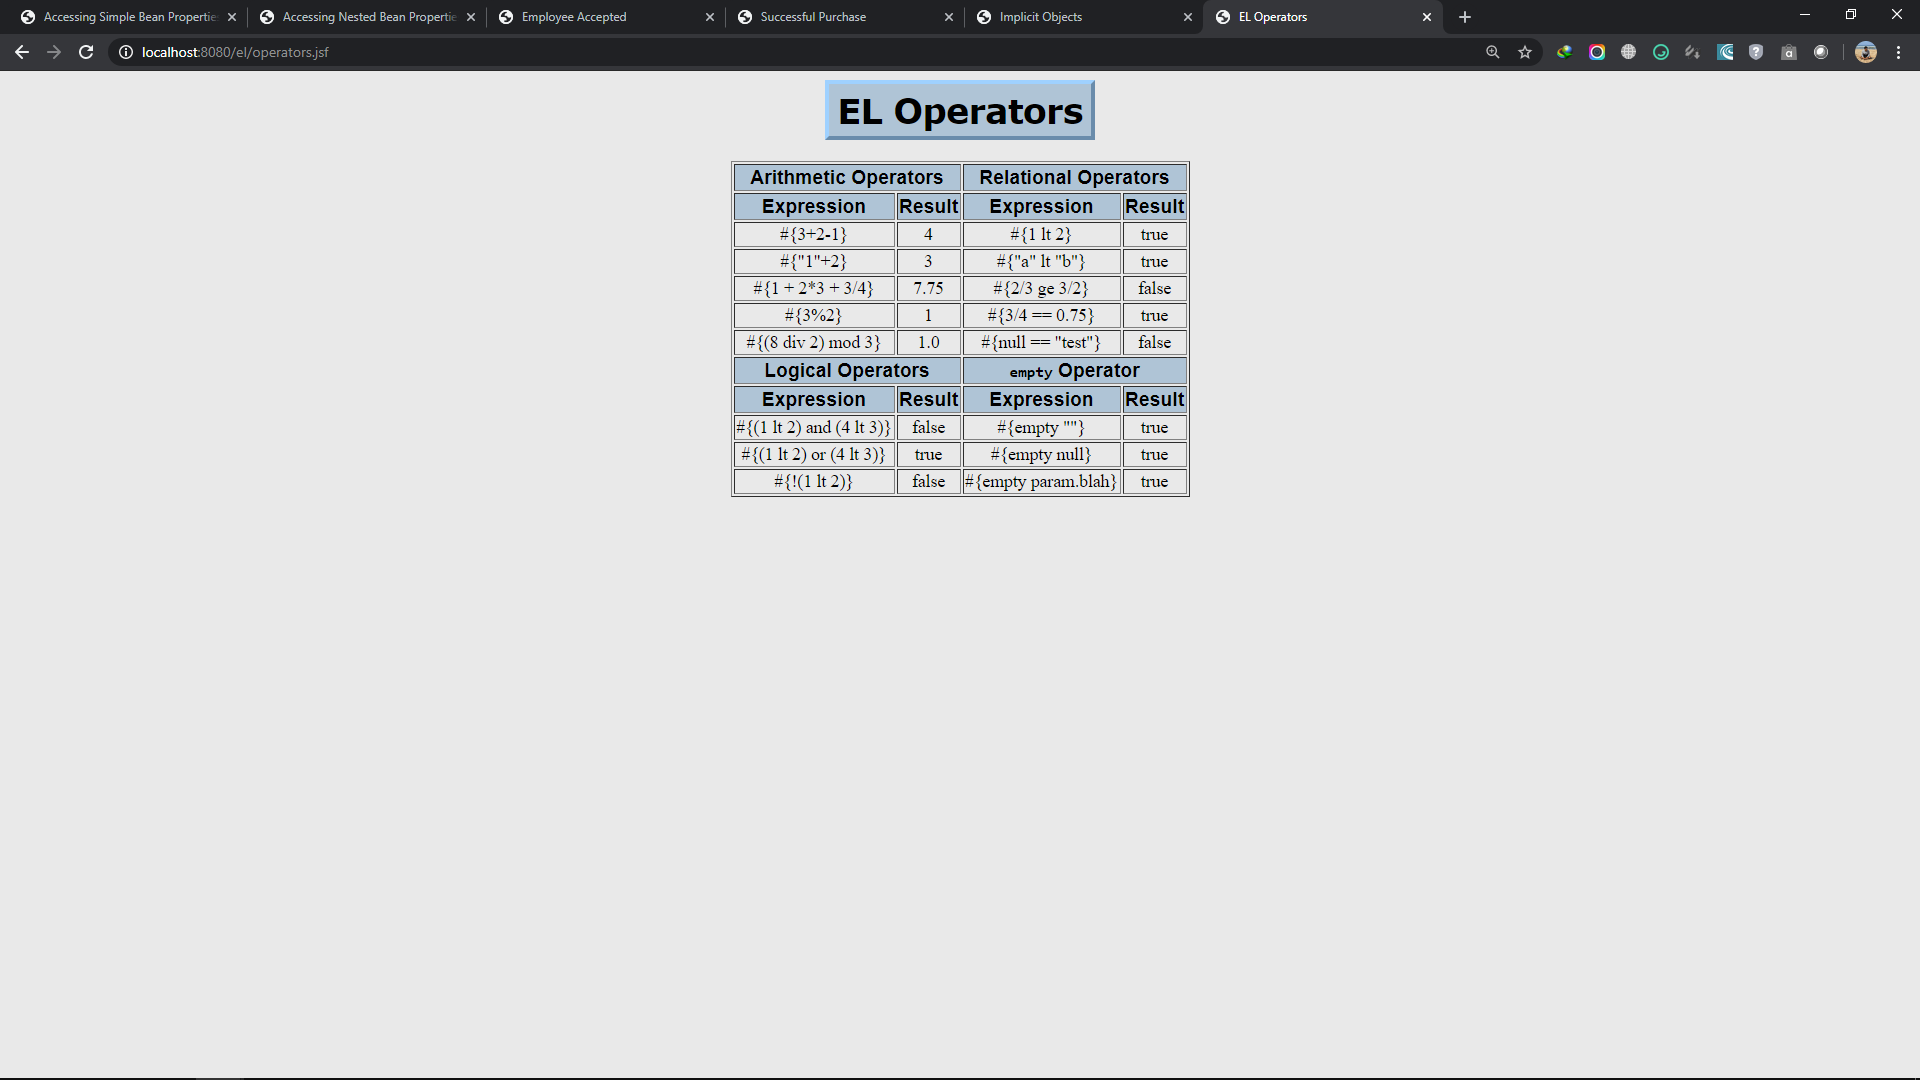 Accessing Simple Bean Propertie
Accessing Nested Bean Propertie
Employee Accepted
Successful Purchase
Implicit Objects
EL Operators
localhost:8080/el/operators.jsf
EL Operators
Arithmetic Operators Relational Operators
Expression Result Expression Result
#{3+2-1} 4 #{1 lt 2} true
#{"1"+2} 3 #{"a" lt "b"} true
#{1 + 2*3 + 3/4} 7.75 #{2/3 ge 3/2} false
#{3%2} 1 #{3/4 == 0.75} true
#{(8 div 2) mod 3} 1.0 #{null == "test"} false
Logical Operators empty Operator
Expression Result Expression Result
#{(1 lt 2) and (4 lt 3)} false #{empty ""} true
#{(1 lt 2) or (4 lt 3)} true #{empty null} true
#{!(1 lt 2)} false #{empty param.blah} true